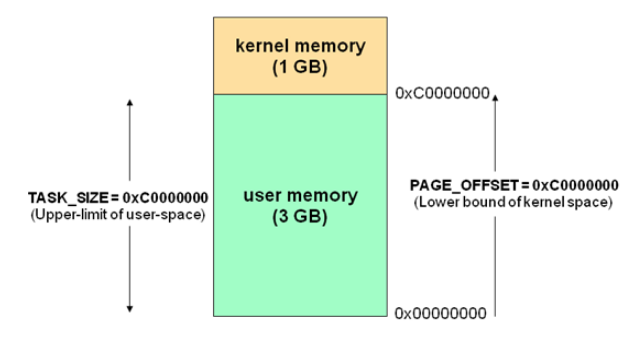 kernel memory
(1 GB)
0xC0000000
TASK_SIZE = 0xC0000000
(Upper-limit of user-space)
user memory
(3 GB)
PAGE_OFFSET = 0xC0000000
(Lower bound of kernel space)
0x00000000